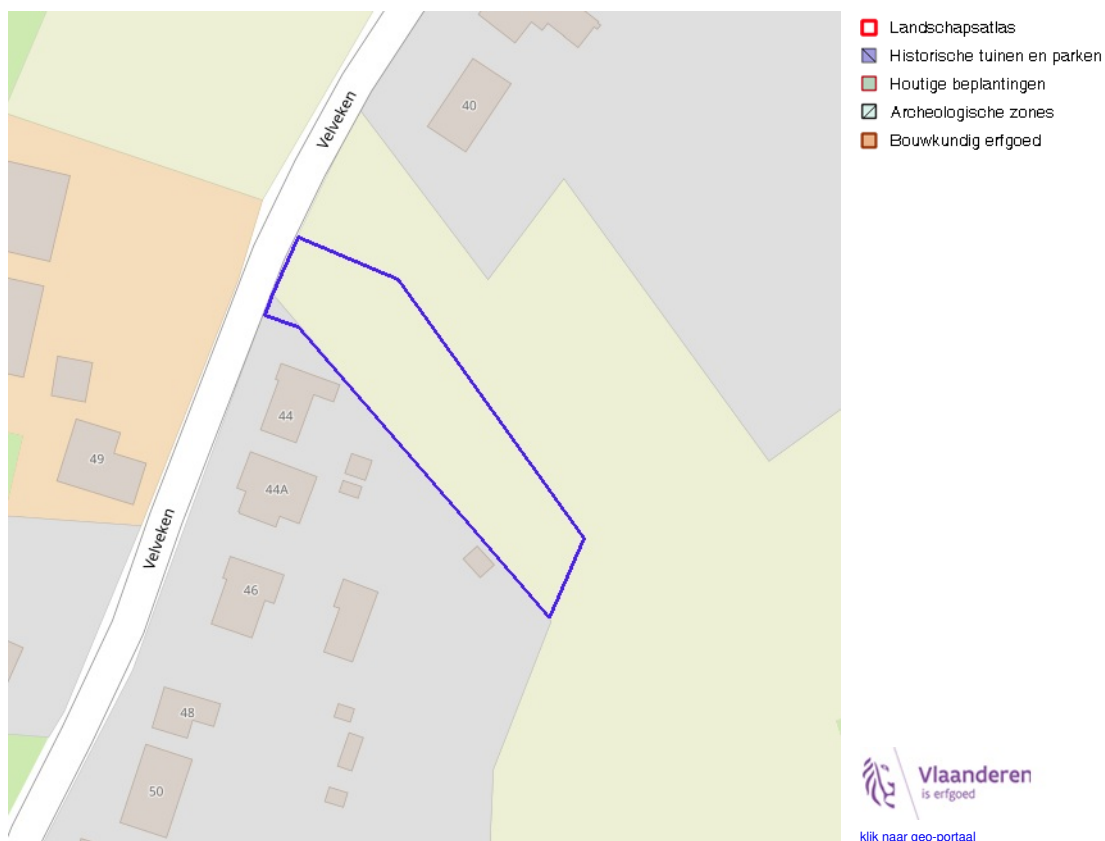 Velveken
40
44
49
44A
Velveken
46
48
50
Landschapsatlas
Historische tuinen en parken
Houtige beplantingen
Archeologische zones
Bouwkundig erfgoed
Vlaanderen
is erfgoed
klik naar geo-portaal